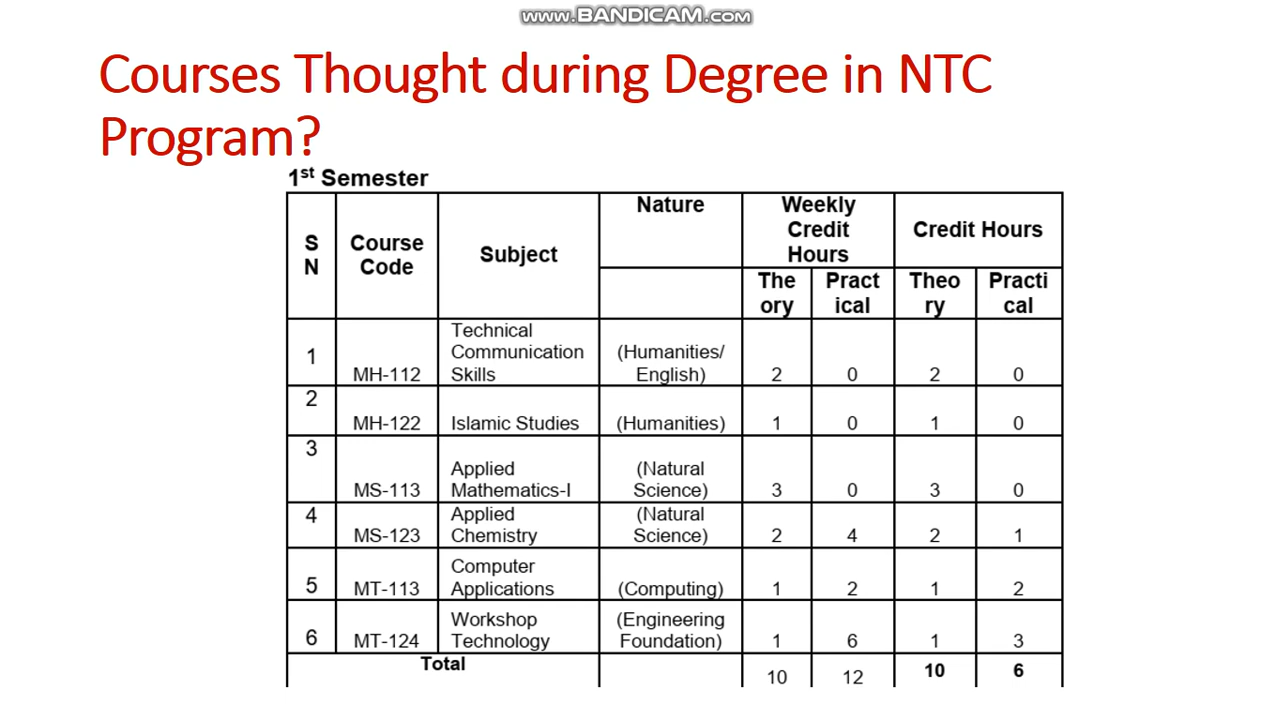 www.BANDICAM.com
Courses Thought during Degree in NTC
Program?
1st Semester
S N Course Code Subject Nature Weekly Credit Hours Credit Hours
The ory Pract ical Theo ry Practi cal
1 MH-112 Technical Communication Skills (Humanities/ English) 2 0 2 0
2 MH-122 Islamic Studies (Humanities) 1 0 1 0
3 MS-113 Applied Mathematics-I (Natural Science) 3 0 3 0
4 MS-123 Applied Chemistry (Natural Science) 2 4 2 1
5 MT-113 Computer Applications (Computing) 1 2 1 2
6 MT-124 Workshop Technology (Engineering Foundation) 1 6 1 3
Total 10 12 10 6